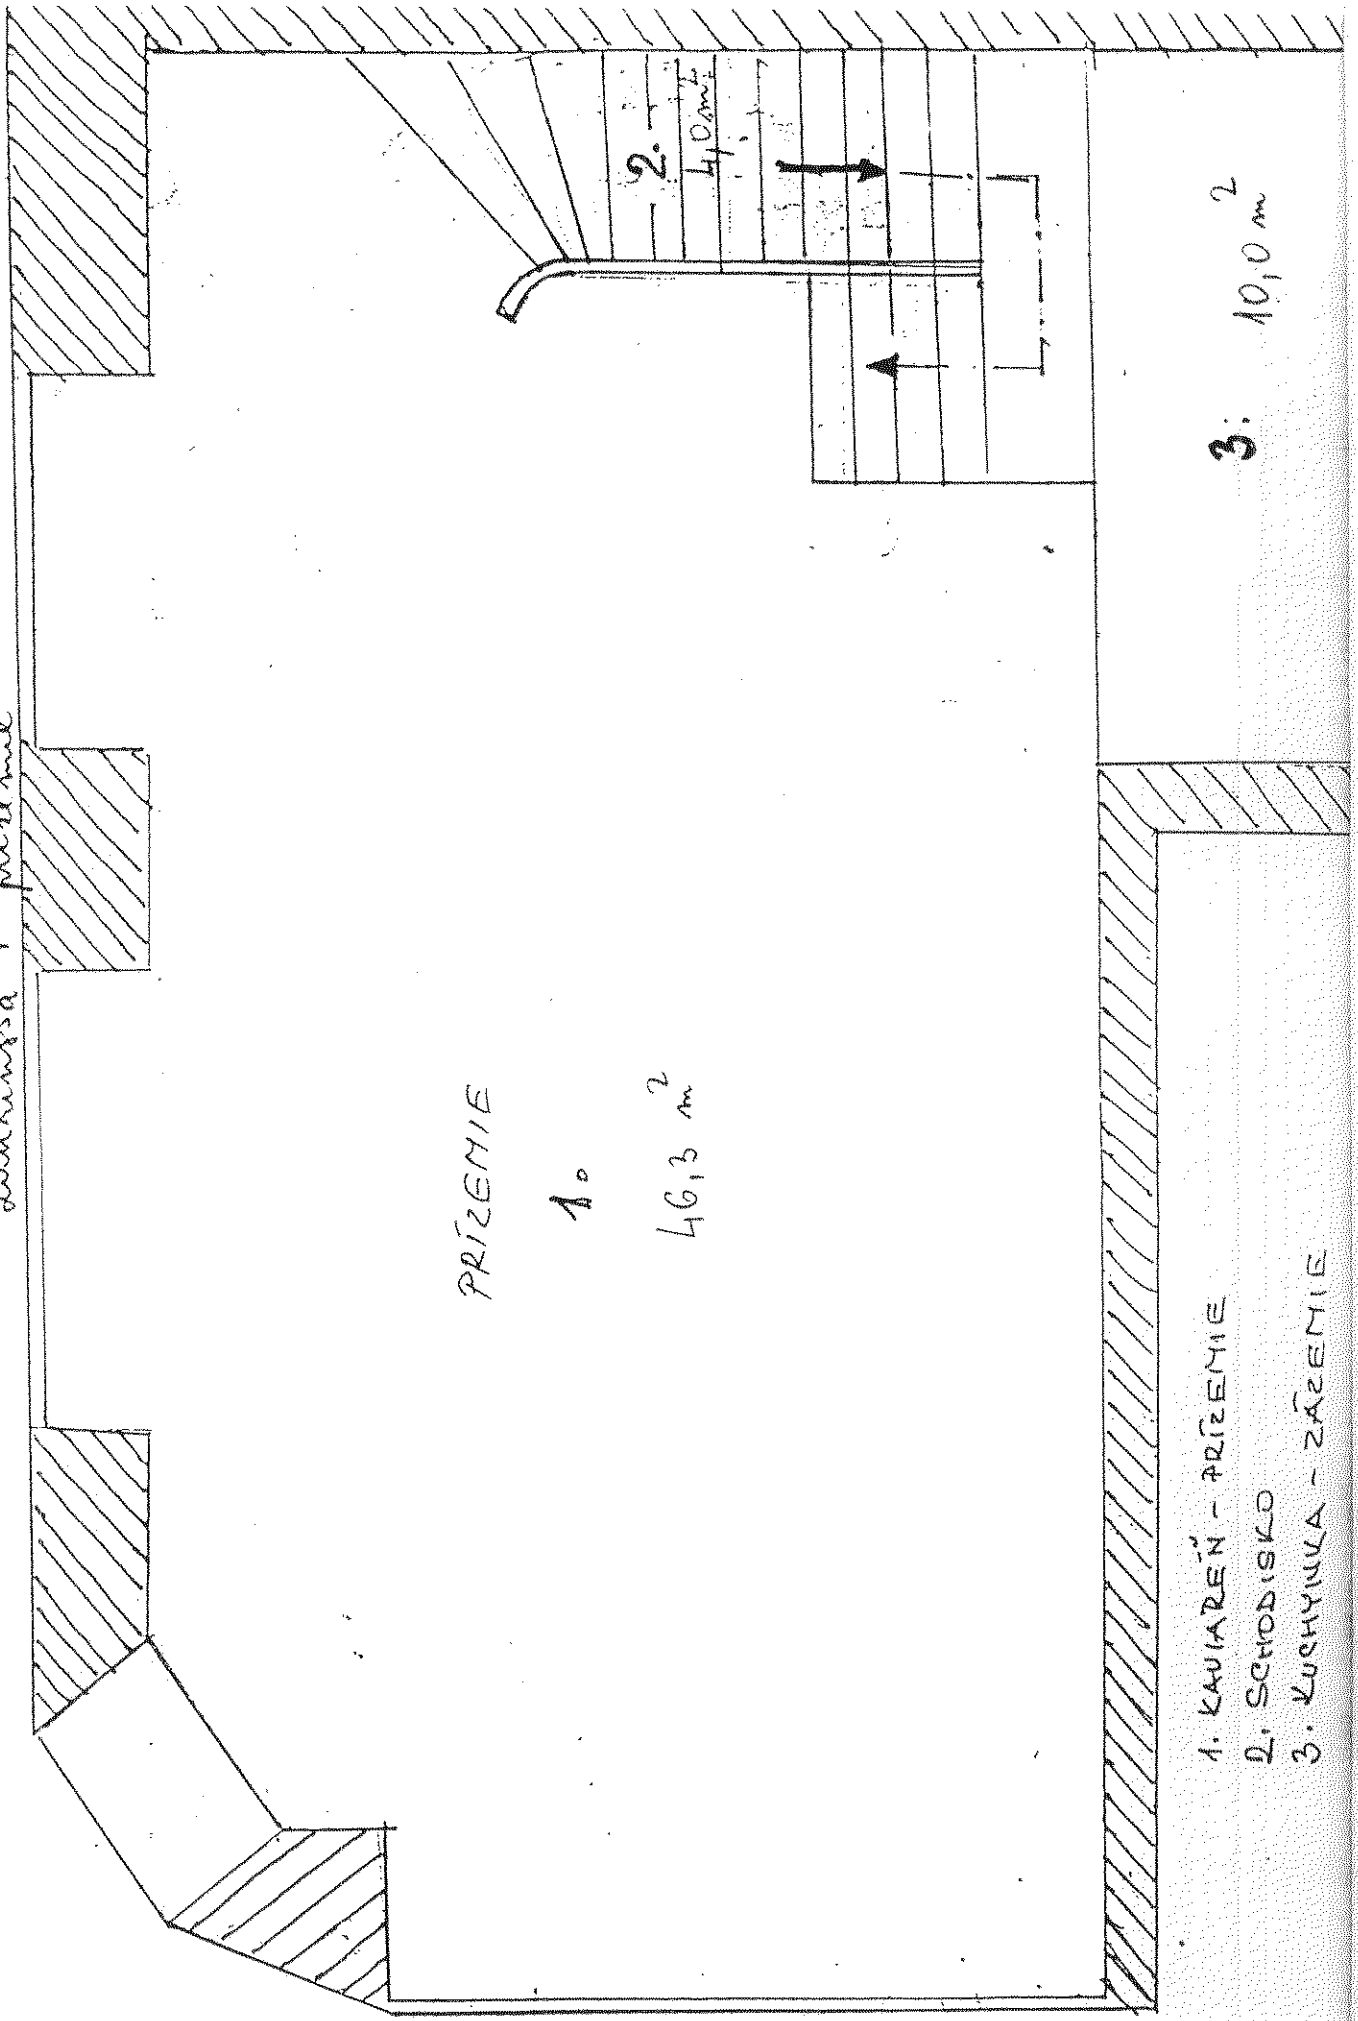 PRÍZEMIE
1.
46,3 m²
2.
4,0 m²
3.
10,0 m²
1. KAVIAREŇ - PRÍZEMIE
2. SCHODISKO
3. KUCHYNKA - ZÁZEMIE